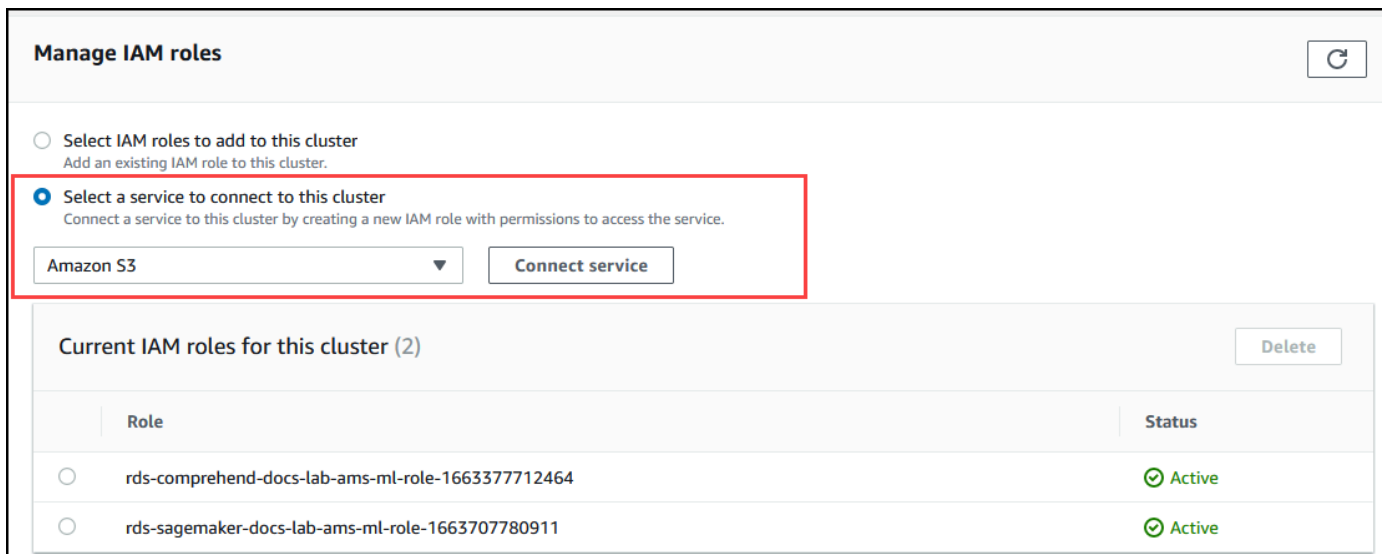 Manage IAM roles
Select IAM roles to add to this cluster
Add an existing IAM role to this cluster.
Select a service to connect to this cluster
Connect a service to this cluster by creating a new IAM role with permissions to access the service.
Amazon S3 Connect service
Current IAM roles for this cluster (2) Delete
Role Status
rds-comprehend-docs-lab-ams-ml-role-1663377712464 Active
rds-sagemaker-docs-lab-ams-ml-role-1663707780911 Active